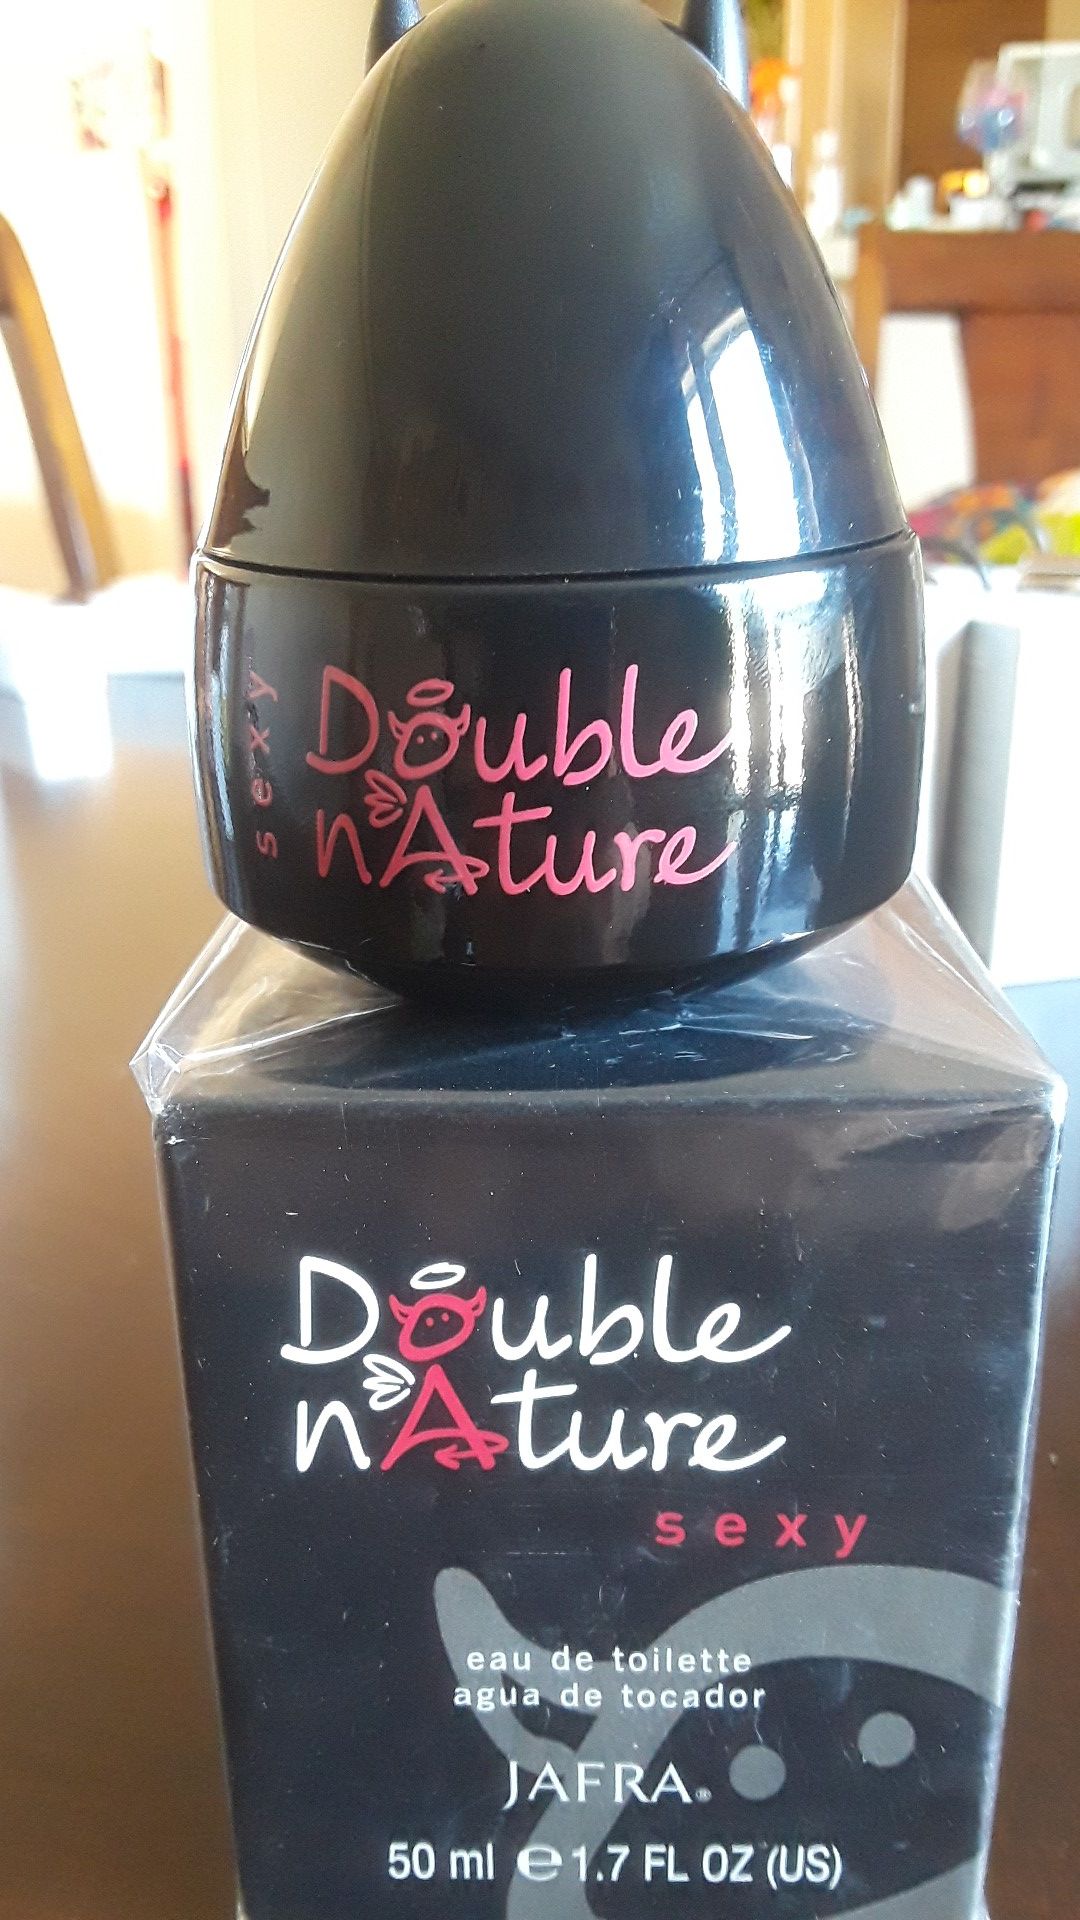 sexy
Double
nAture
Double
nAture
sexy
eau de toilette
agua de tocador
JAFRA®
50 ml ℮ 1.7 FL OZ (US)